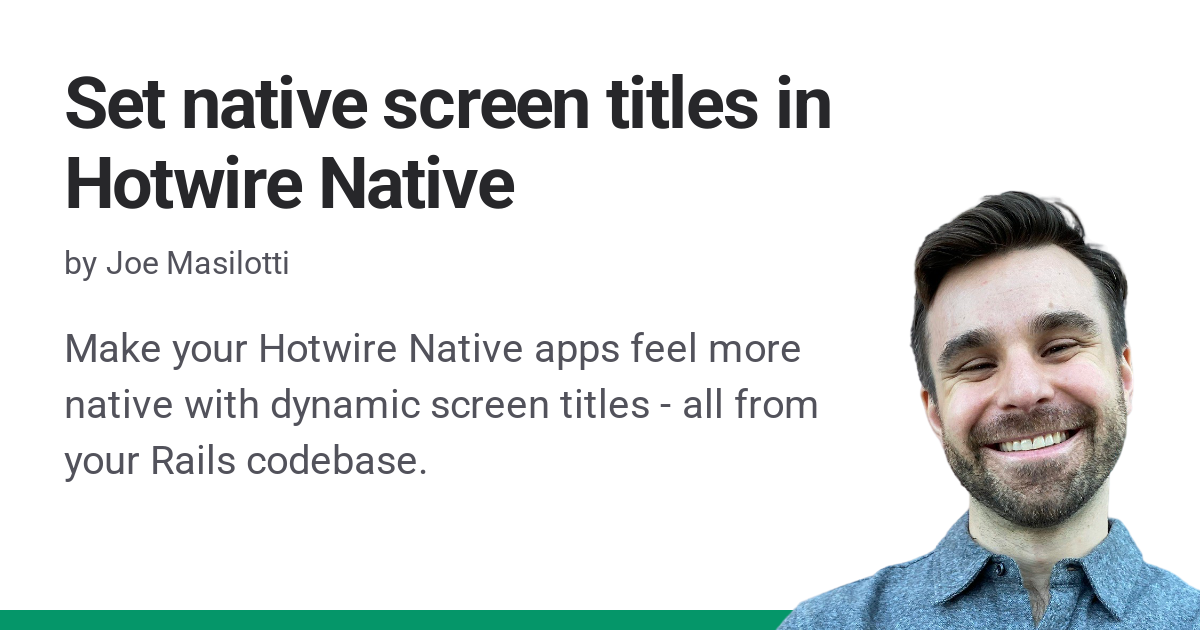 Set native screen titles in
Hotwire Native
by Joe Masilotti
Make your Hotwire Native apps feel more
native with dynamic screen titles - all from
your Rails codebase.